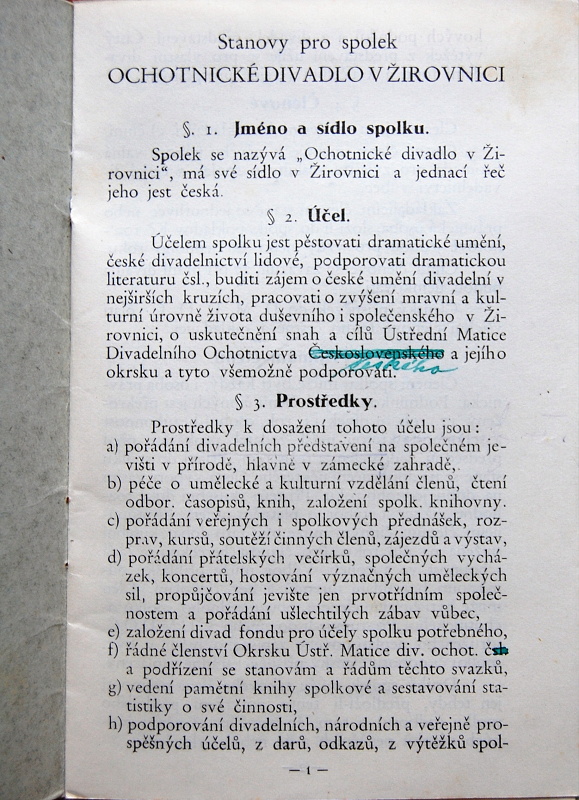 Stanovy pro spolek
OCHOTNICKÉ DIVADLO V ŽIROVNICI
§. 1. Jméno a sídlo spolku.
Spolek se nazývá „Ochotnické divadlo v Ži-
rovnici“, má své sídlo v Žirovnici a jednací řeč
jeho jest česká.
§ 2. Účel.
Účelem spolku jest pěstovati dramatické umění,
české divadelnictví lidové, podporovati dramatickou
literaturu čsl., buditi zájem o české umění divadelní v
nejširších kruzích, pracovati o zvýšení mravní a kul-
turní úrovně života duševního i společenského v Ži-
rovnici, o uskutečnění snah a cílů Ústřední Matice
Divadelního Ochotnictva Československého a jejího
českého
okrsku a tyto všemožně podporovati.
§ 3. Prostředky.
Prostředky k dosažení tohoto účelu jsou:
a) pořádání divadelních představení na společném je-
višti v přírodě, hlavně v zámecké zahradě,.
b) péče o umělecké a kulturní vzdělání členů, čtení
odbor. časopisů, knih, založení spolk. knihovny.
c) pořádání veřejných i spolkových přednášek, roz-
prav, kursů, soutěží činných členů, zájezdů a výstav,
d) pořádání přátelských večírků, společných vychá-
zek, koncertů, hostování význačných uměleckých
sil, propůjčování jeviště jen prvotřídním společ-
nostem a pořádání ušlechtilých zábav vůbec,
e) založení divad fondu pro účely spolku potřebného,
f) řádné členství Okrsku Ústř. Matice div. ochot. čsl.
a podřízení se stanovám a řádům těchto svazků,
g) vedení pamětní knihy spolkové a sestavování sta-
tistiky o své činnosti,
h) podporování divadelních, národních a veřejně pro-
spěšných účelů, z darů, odkazů, z výtěžků spol-
— 1 —